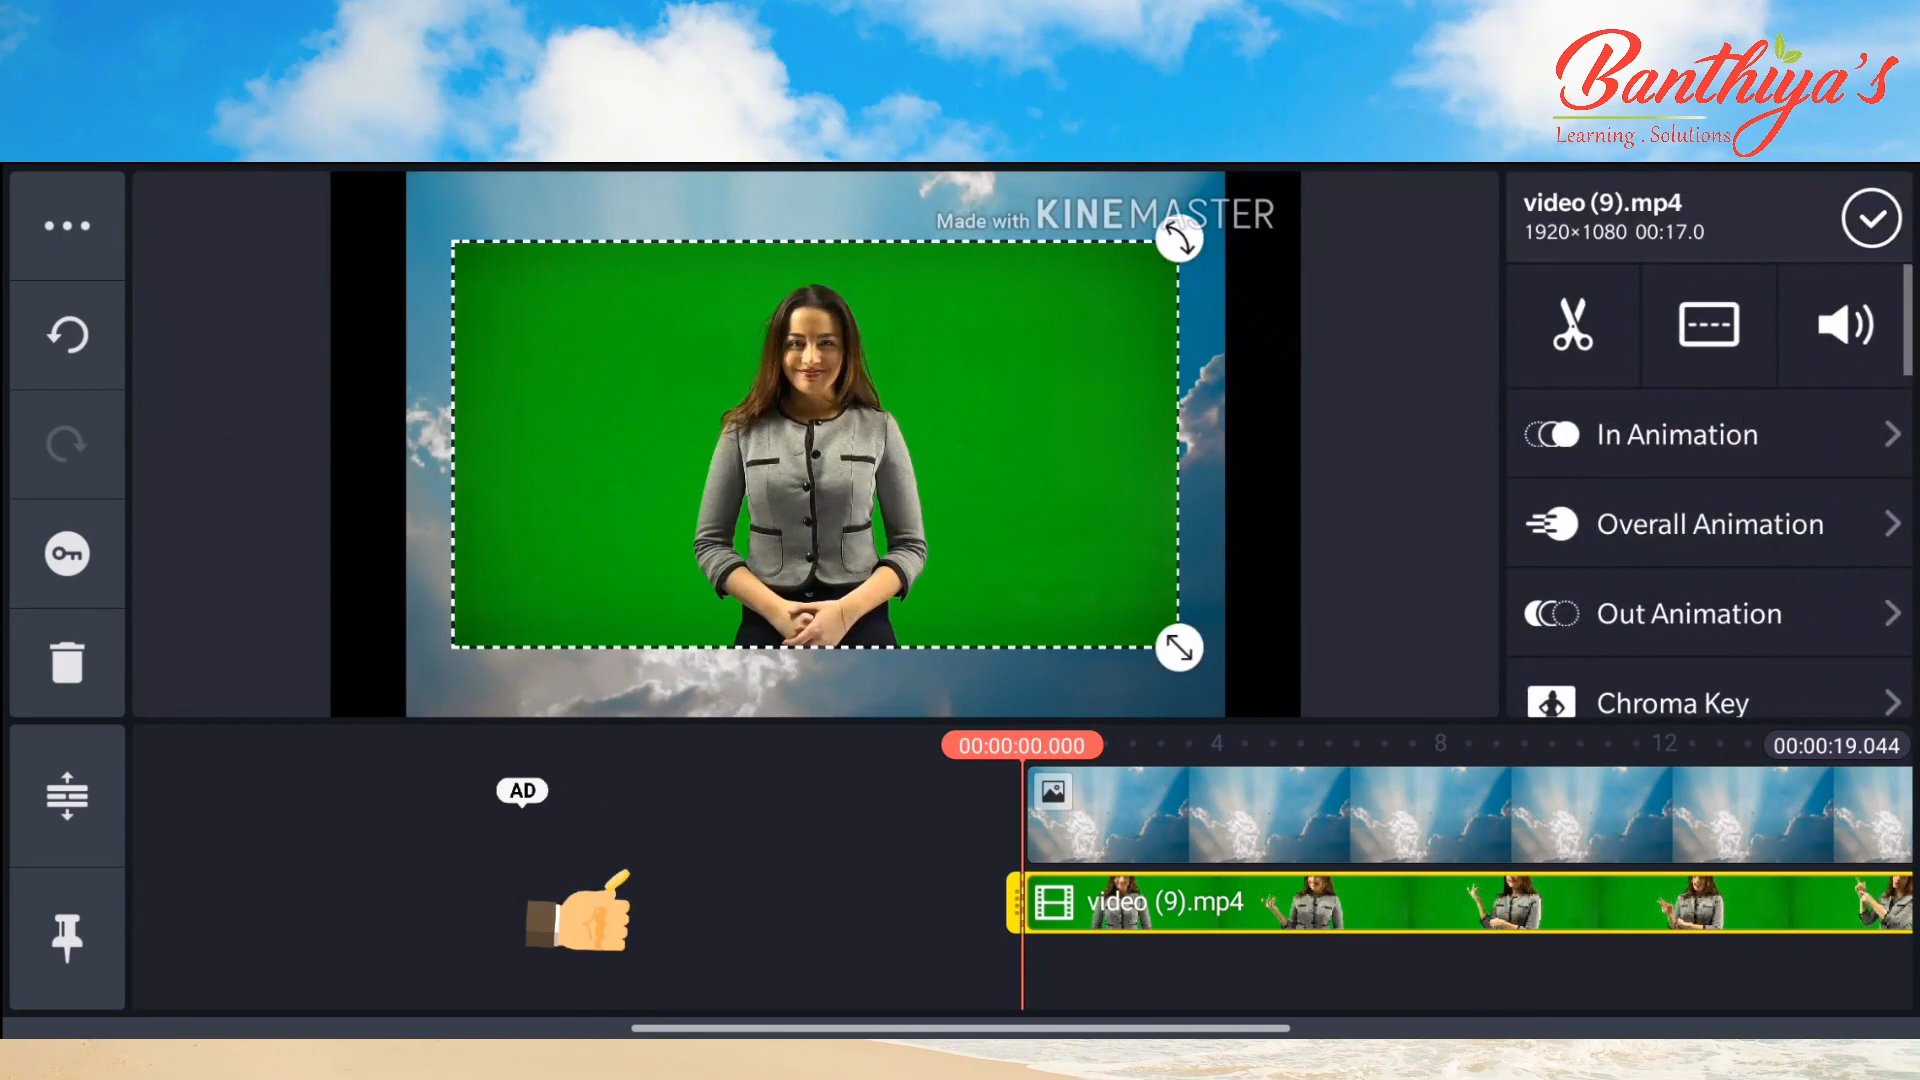 Banthiya's
Learning . Solutions
Made with KINEMASTER
video (9).mp4
1920×1080 00:17.0
In Animation
Overall Animation
Out Animation
Chroma Key
00:00:00.000
4
8
12
00:00:19.044
AD
video (9).mp4